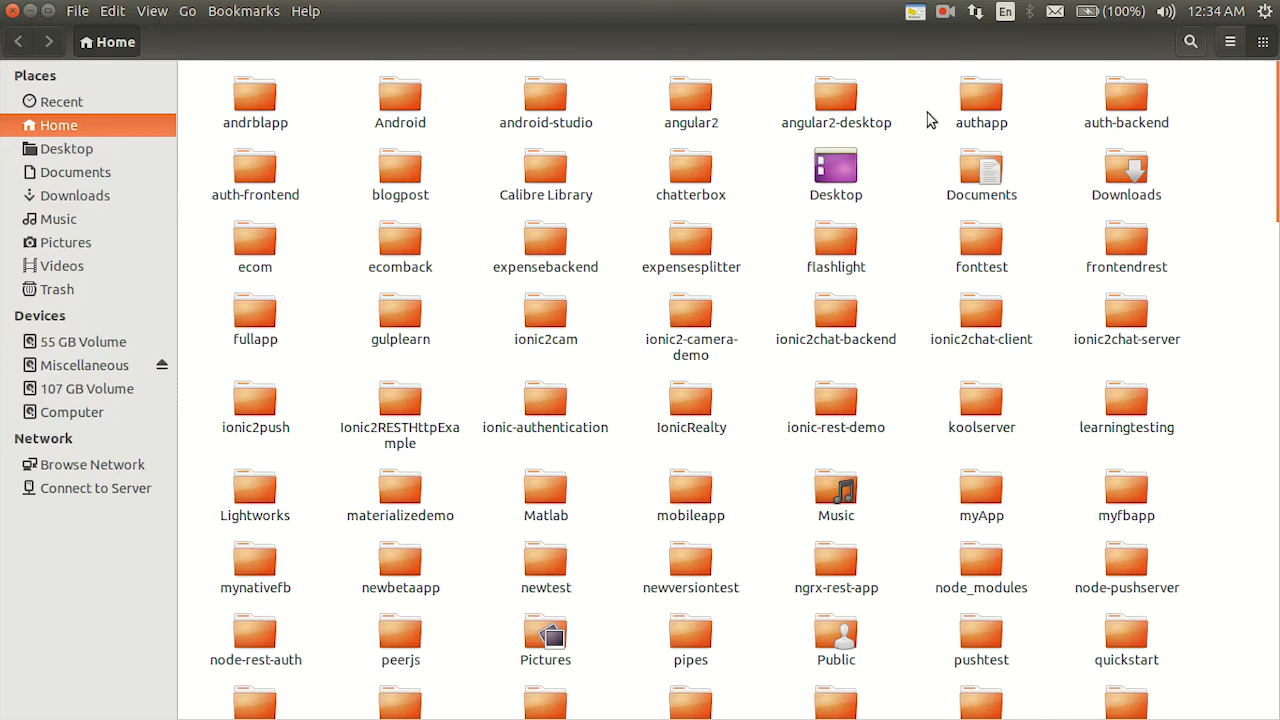 File Edit View Go Bookmarks Help
En (100%) 12:34 AM
Home
Places
Recent
Home
Desktop
Documents
Downloads
Music
Pictures
Videos
Trash
Devices
55 GB Volume
Miscellaneous
107 GB Volume
Computer
Network
Browse Network
Connect to Server
andrblapp Android android-studio angular2 angular2-desktop authapp auth-backend
auth-frontend blogpost Calibre Library chatterbox Desktop Documents Downloads
ecom ecomback expensebackend expensesplitter flashlight fonttest frontendrest
fullapp gulplearn ionic2cam ionic2-camera- ionic2chat-backend ionic2chat-client ionic2chat-server
demo
ionic2push Ionic2RESTHttpExa ionic-authentication IonicRealty ionic-rest-demo koolserver learningtesting
mple
Lightworks materializedemo Matlab mobileapp Music myApp myfbapp
mynativefb newbetaapp newtest newversiontest ngrx-rest-app node_modules node-pushserver
node-rest-auth peerjs Pictures pipes Public pushtest quickstart